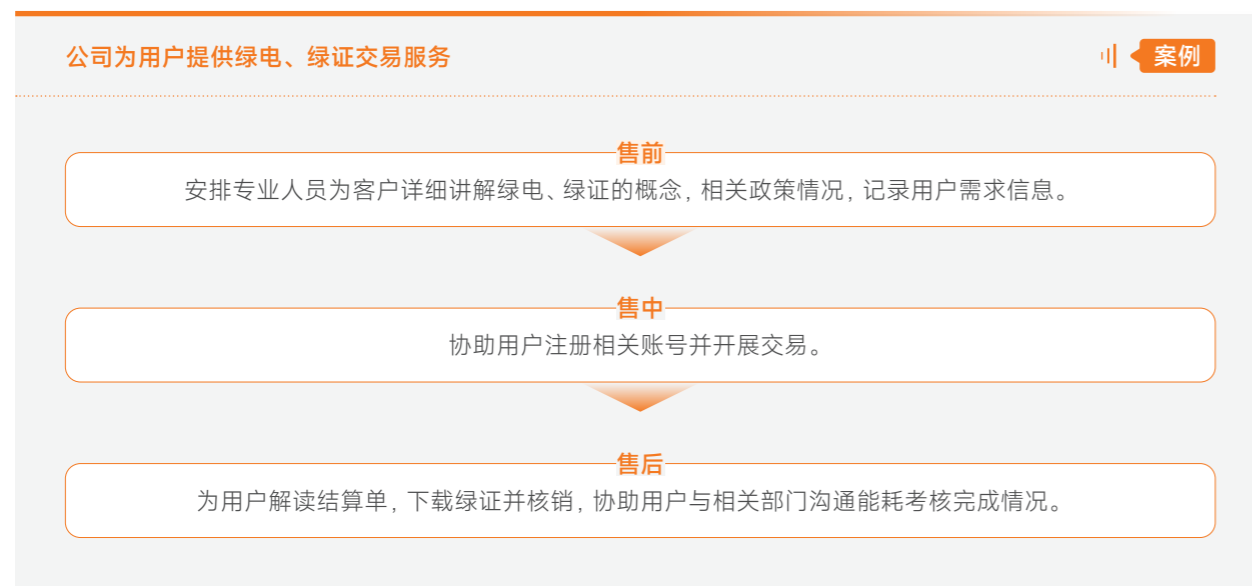 公司为用户提供绿电、绿证交易服务
案例
售前
安排专业人员为客户详细讲解绿电、绿证的概念，相关政策情况，记录用户需求信息。
售中
协助用户注册相关账号并开展交易。
售后
为用户解读结算单，下载绿证并核销，协助用户与相关部门沟通能耗考核完成情况。